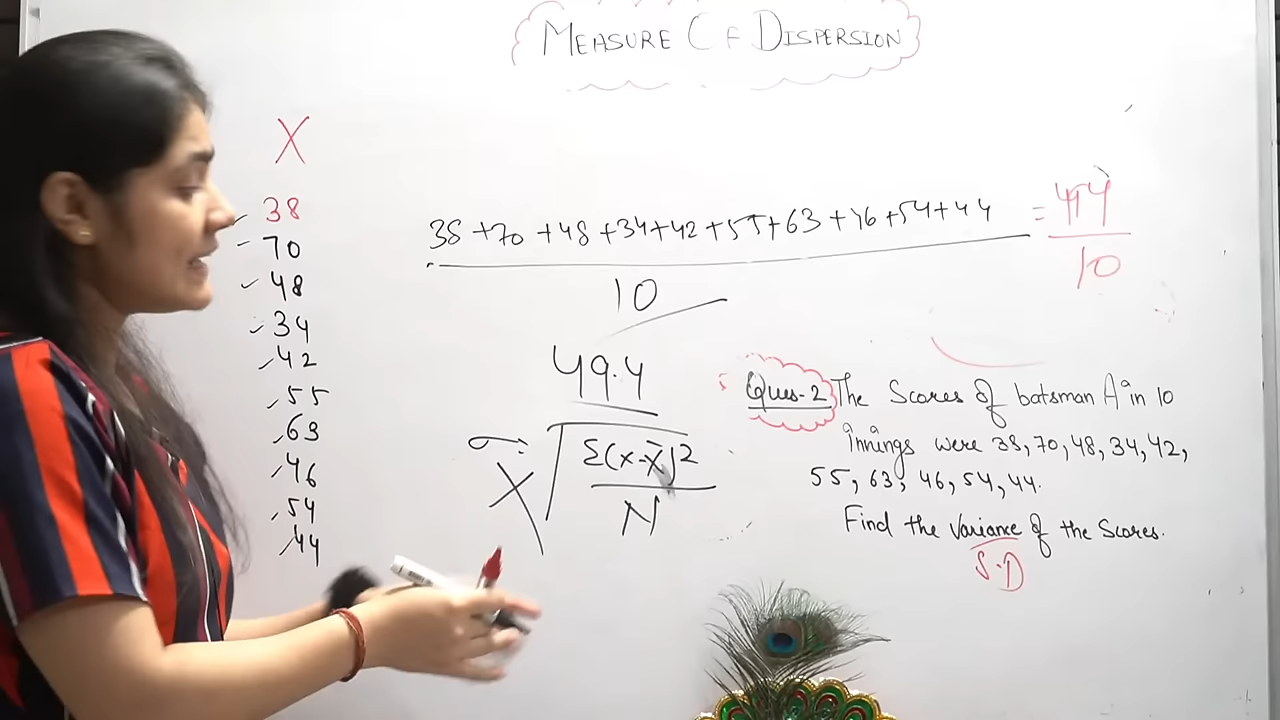 MEASURE OF DISPERSION
X
38
70
48
34
42
55
63
46
54
44
38 +70 +48 +34+42 +55+63 +46 +54+44 = 494
10 10
49.4
σ: √ Σ(x-x̄)²
N
Ques-2 The Scores of batsman A in 10
innings were 38, 70, 48, 34, 42,
55, 63, 46, 54, 44.
Find the Variance of the Scores.
S.D